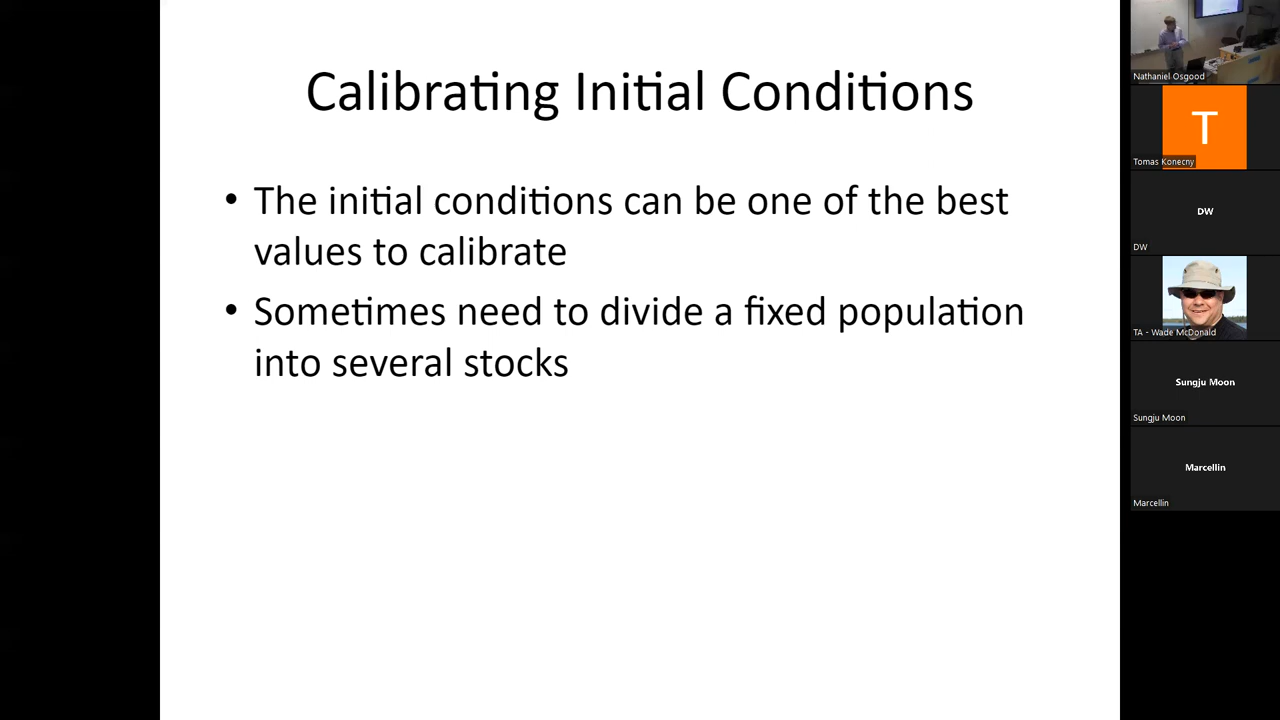 Calibrating Initial Conditions
• The initial conditions can be one of the best
values to calibrate
• Sometimes need to divide a fixed population
into several stocks
Nathaniel Osgood
T
Tomas Konecny
DW
DW
TA - Wade McDonald
Sungju Moon
Sungju Moon
Marcellin
Marcellin